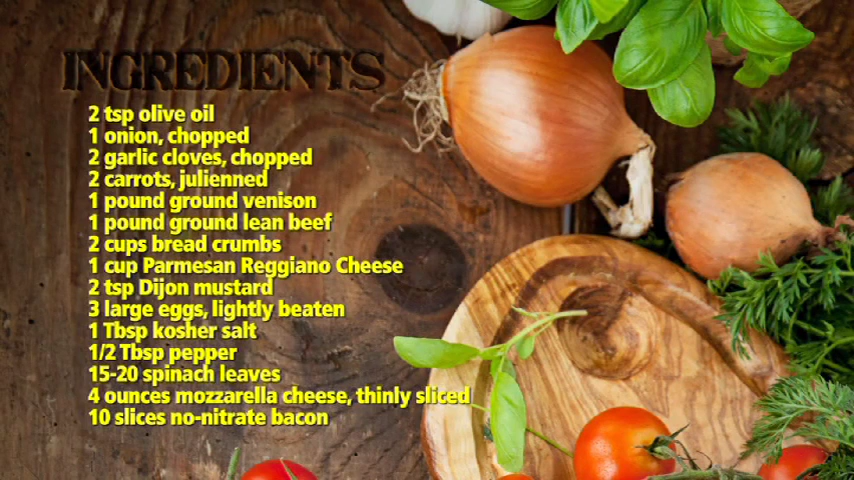 INGREDIENTS
2 tsp olive oil
1 onion, chopped
2 garlic cloves, chopped
2 carrots, julienned
1 pound ground venison
1 pound ground lean beef
2 cups bread crumbs
1 cup Parmesan Reggiano Cheese
2 tsp Dijon mustard
3 large eggs, lightly beaten
1 Tbsp kosher salt
1/2 Tbsp pepper
15-20 spinach leaves
4 ounces mozzarella cheese, thinly sliced
10 slices no-nitrate bacon